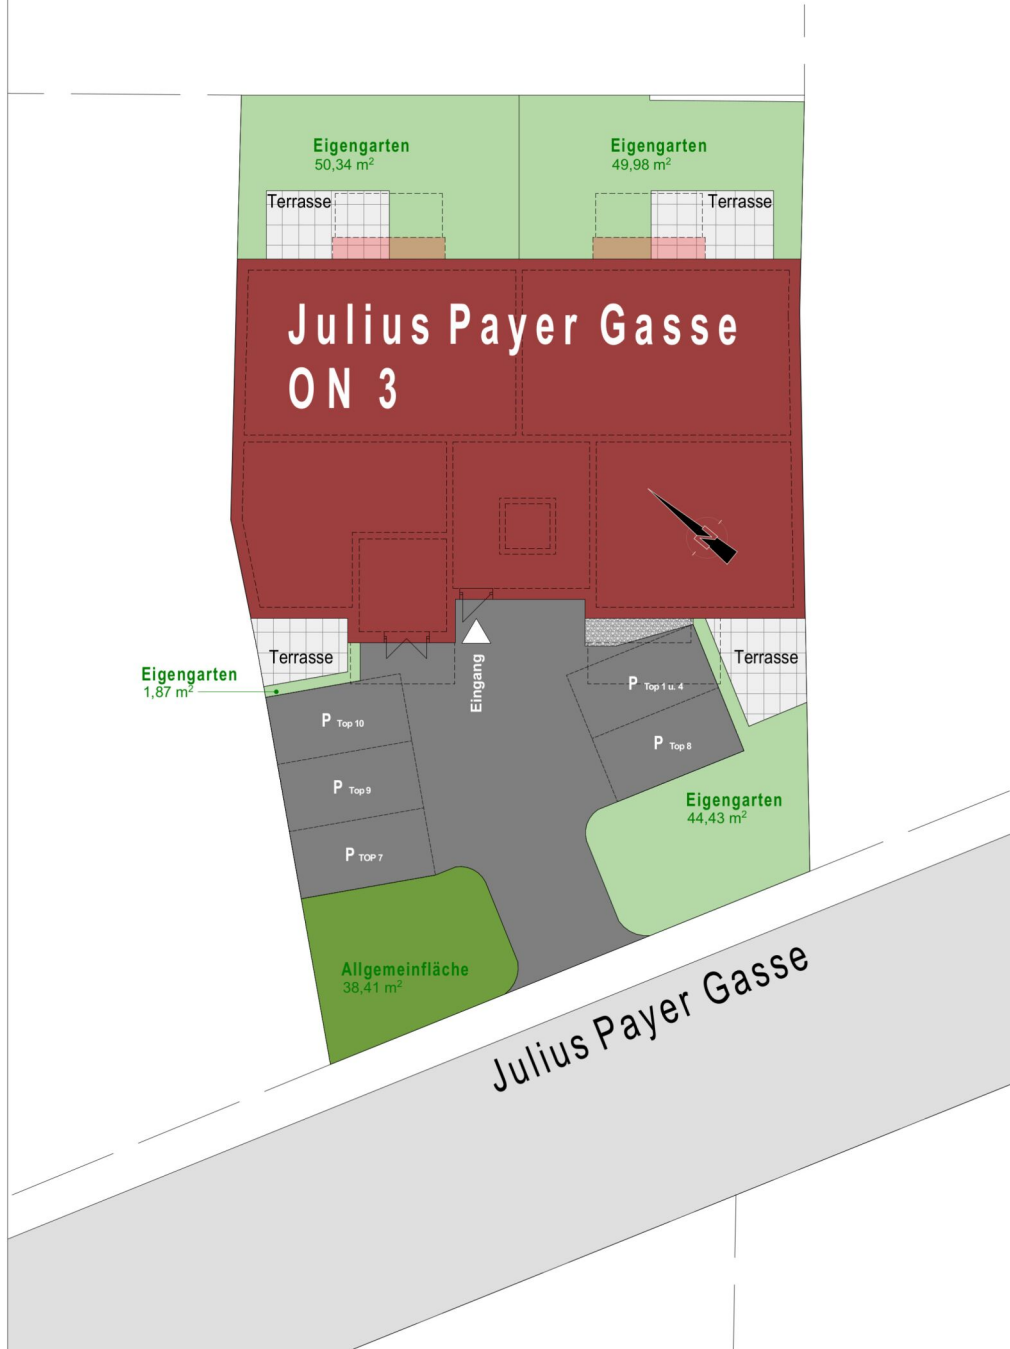 Eigengarten
50,34 m²
Eigengarten
49,98 m²
Terrasse
Terrasse
Julius Payer Gasse
ON 3
N
Terrasse
Terrasse
Eigengarten
1,87 m²
Eingang
P Top 1 u. 4
P Top 10
P Top 8
P Top 9
Eigengarten
44,43 m²
P TOP 7
Allgemeinfläche
38,41 m²
Julius Payer Gasse